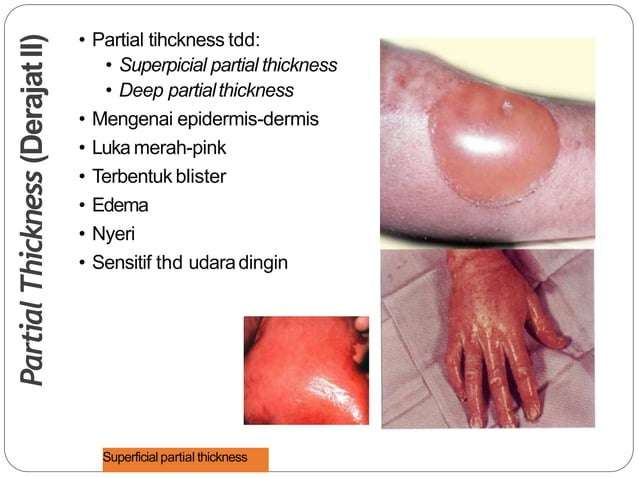 Partial Thickness (Derajat II)
• Partial tihckness tdd:
• Superpicial partial thickness
• Deep partial thickness
• Mengenai epidermis-dermis
• Luka merah-pink
• Terbentuk blister
• Edema
• Nyeri
• Sensitif thd udara dingin
Superficial partial thickness